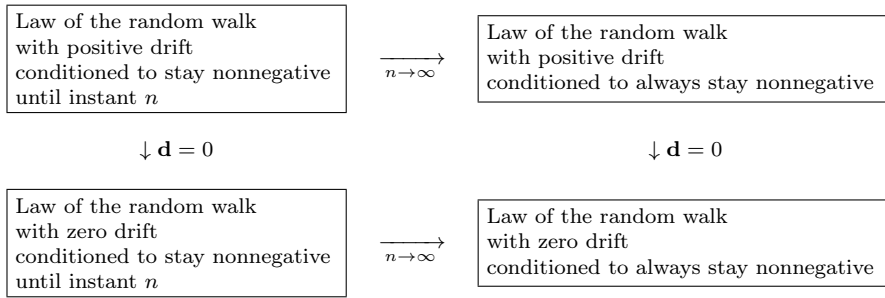 Law of the random walk
with positive drift
conditioned to stay nonnegative
until instant n
⟶
n→∞
Law of the random walk
with positive drift
conditioned to always stay nonnegative
↓ d = 0
↓ d = 0
Law of the random walk
with zero drift
conditioned to stay nonnegative
until instant n
⟶
n→∞
Law of the random walk
with zero drift
conditioned to always stay nonnegative